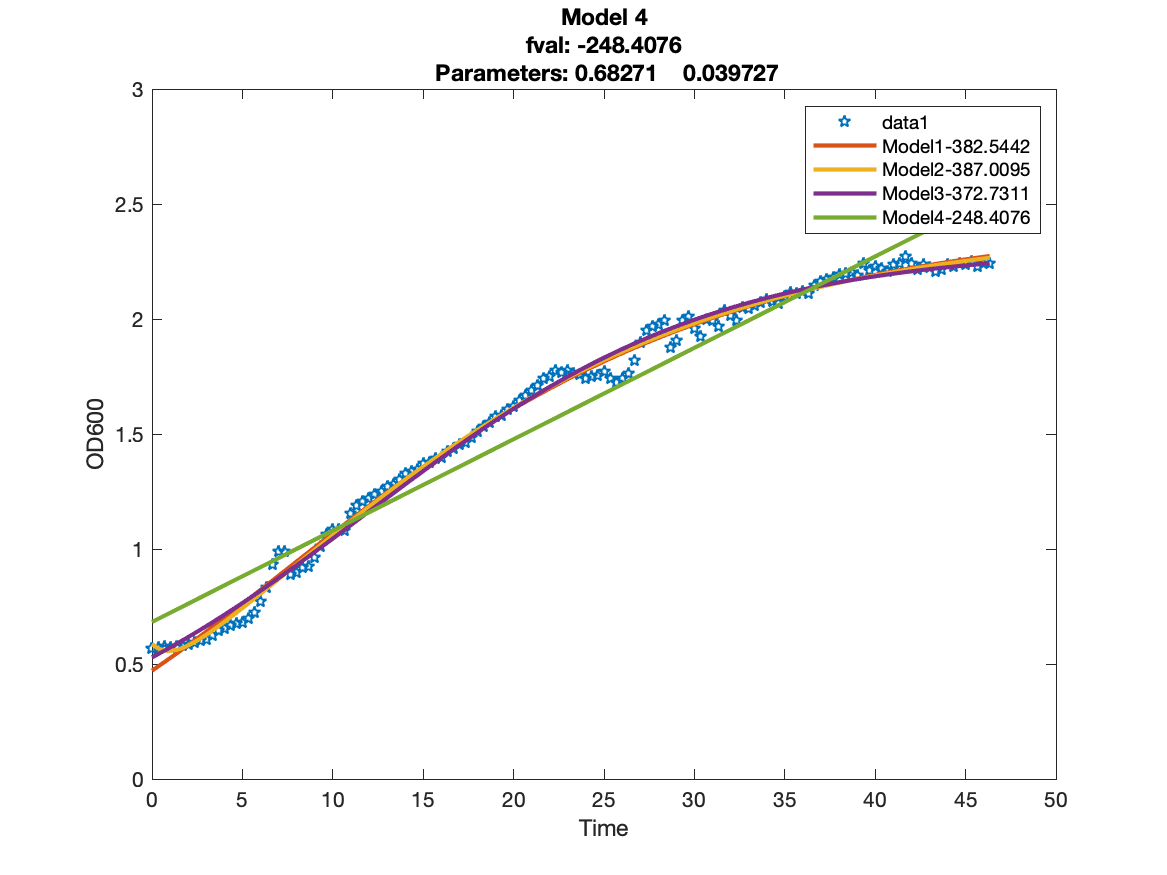 Model 4
fval: -248.4076
Parameters: 0.68271 0.039727
3
2.5
2
1.5
1
0.5
0
OD600
data1
Model1-382.5442
Model2-387.0095
Model3-372.7311
Model4-248.4076
0 5 10 15 20 25 30 35 40 45 50
Time